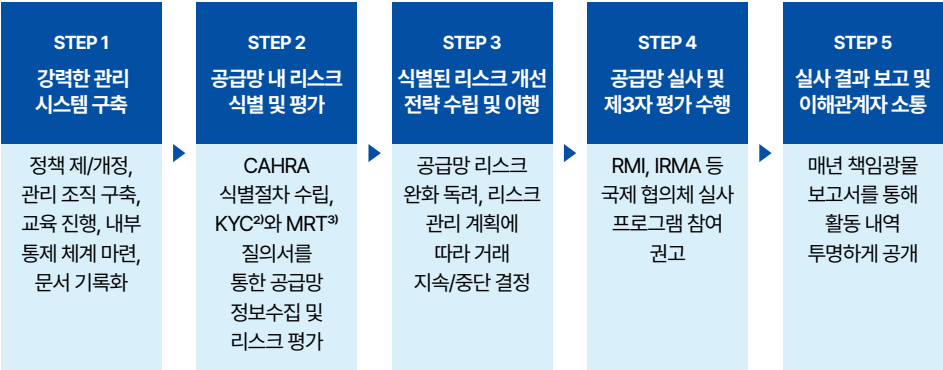 STEP 1
강력한 관리
시스템 구축
정책 제/개정,
관리 조직 구축,
교육 진행, 내부
통제 체계 마련,
문서 기록화
STEP 2
공급망 내 리스크
식별 및 평가
CAHRA
식별절차 수립,
KYC²⁾와 MRT³⁾
질의서를
통한 공급망
정보수집 및
리스크 평가
STEP 3
식별된 리스크 개선
전략 수립 및 이행
공급망 리스크
완화 독려, 리스크
관리 계획에
따라 거래
지속/중단 결정
STEP 4
공급망 실사 및
제3자 평가 수행
RMI, IRMA 등
국제 협의체 실사
프로그램 참여
권고
STEP 5
실사 결과 보고 및
이해관계자 소통
매년 책임광물
보고서를 통해
활동 내역
투명하게 공개